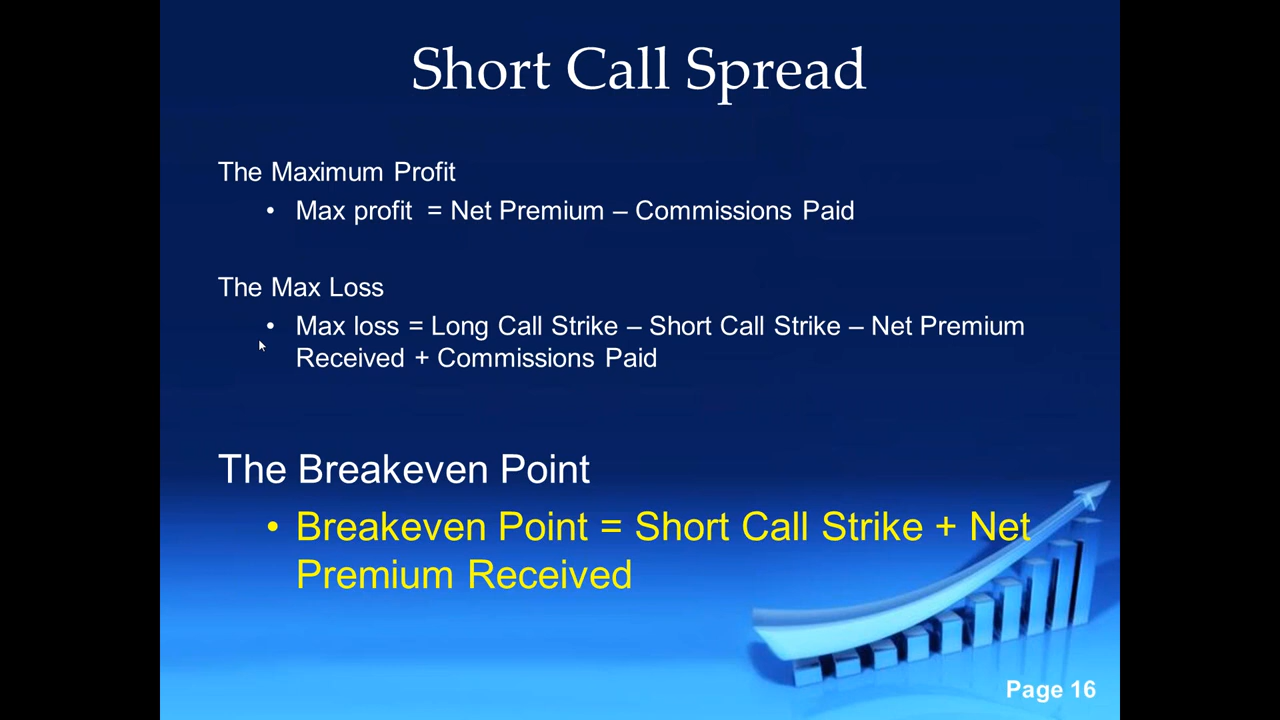 Short Call Spread
The Maximum Profit
• Max profit = Net Premium – Commissions Paid
The Max Loss
• Max loss = Long Call Strike – Short Call Strike – Net Premium
Received + Commissions Paid
The Breakeven Point
• Breakeven Point = Short Call Strike + Net
Premium Received
Page 16